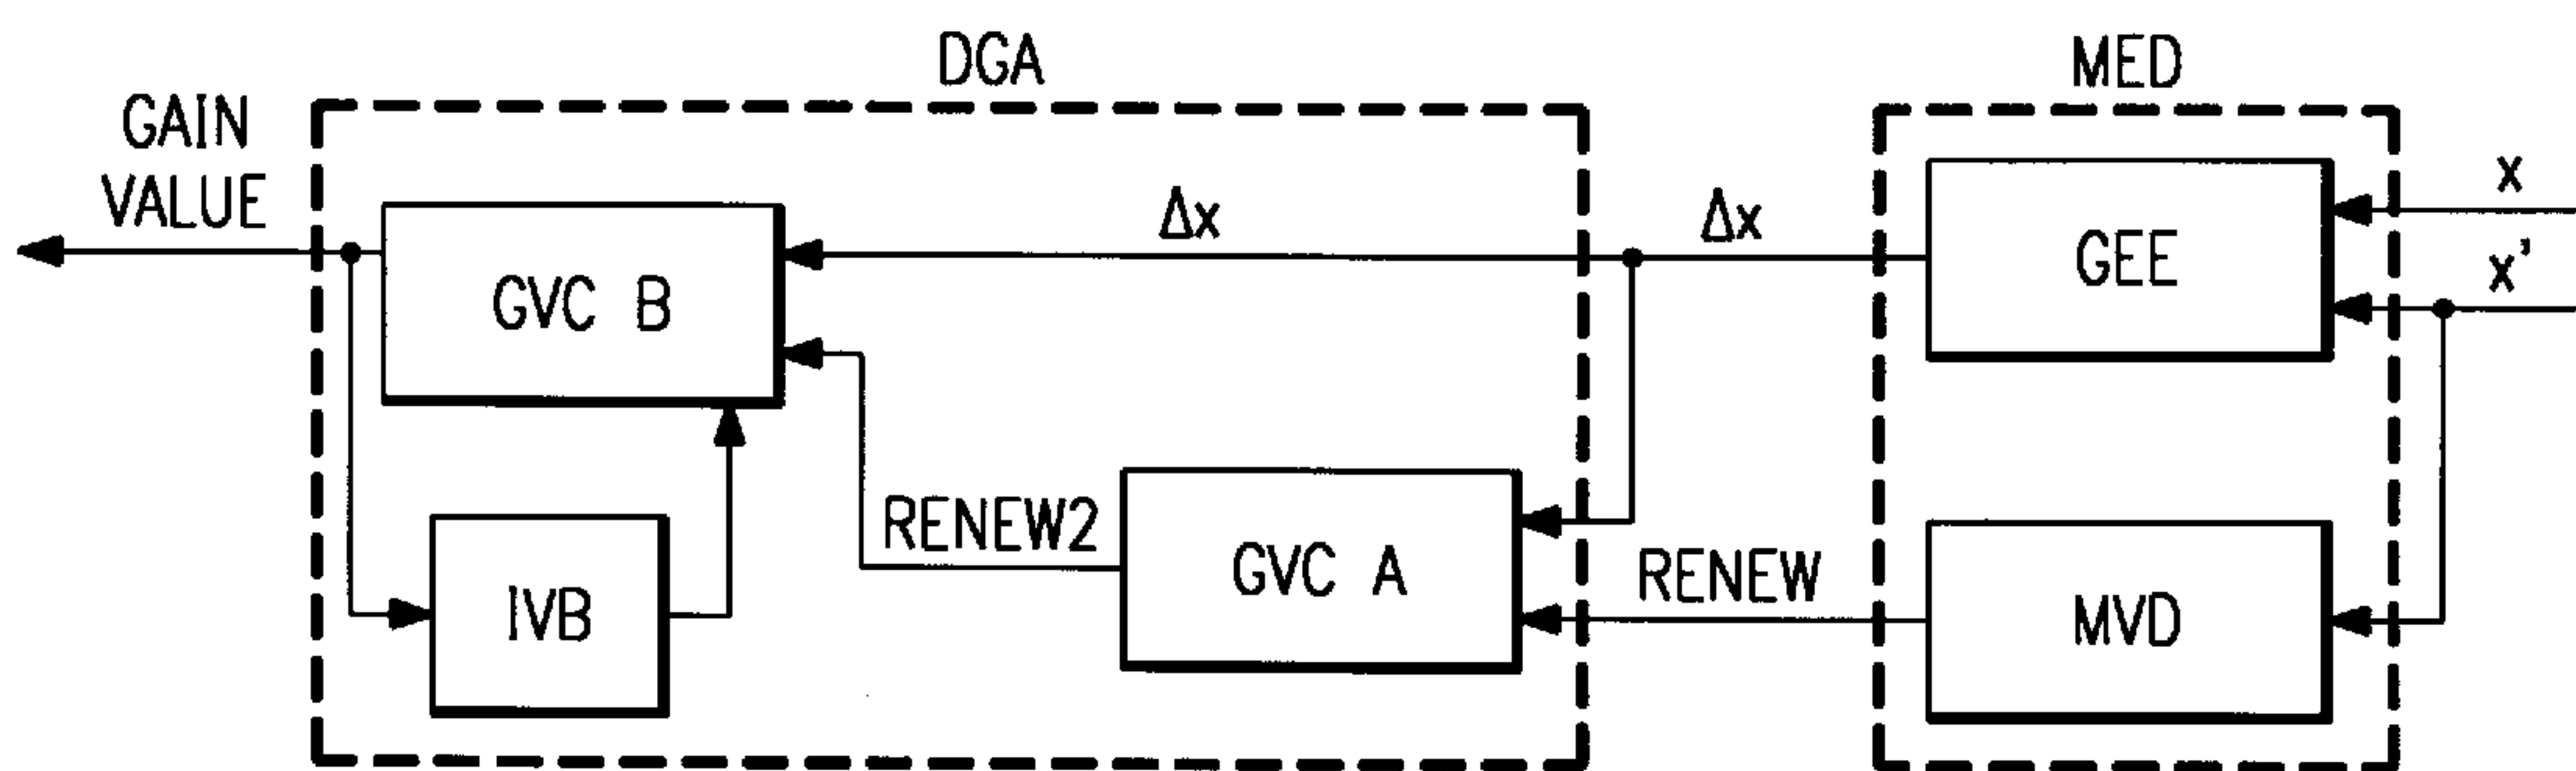 DGA
MED
GAIN
VALUE
x
Δx
Δx
GEE
x'
GVC B
RENEW2
RENEW
GVC A
IVB
MVD